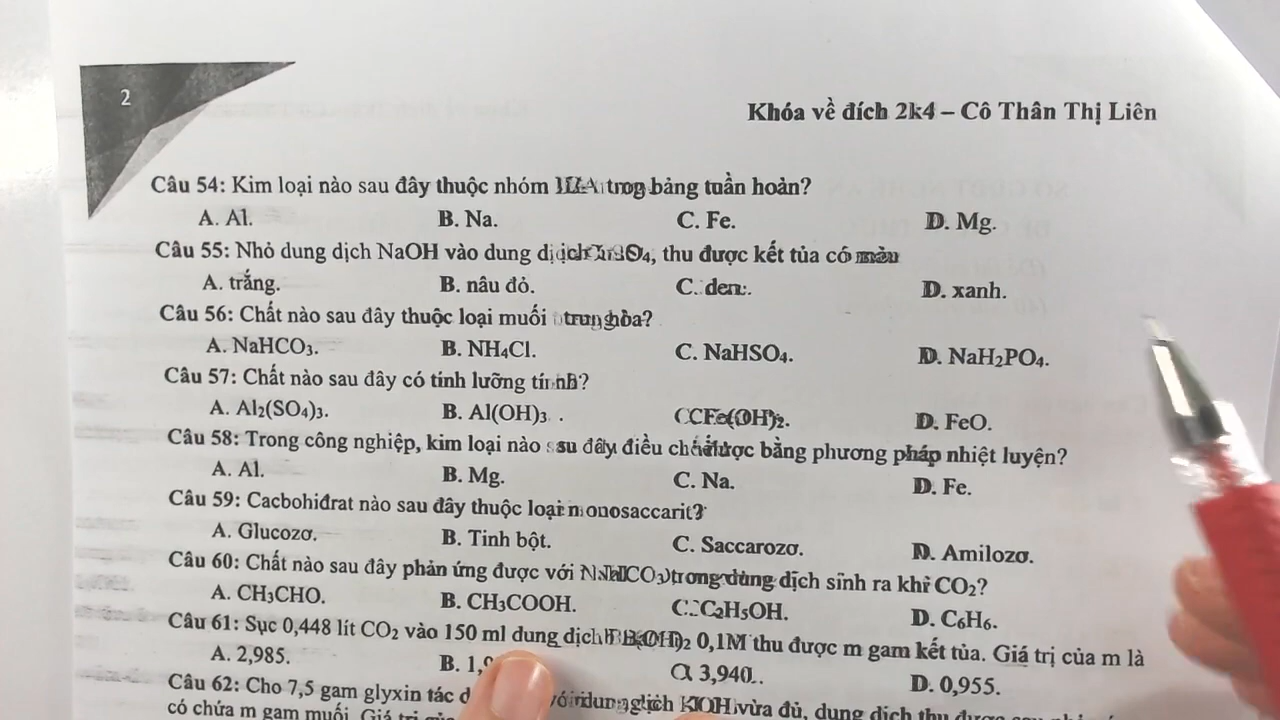 2
Khóa về đích 2k4 – Cô Thân Thị Liên
Câu 54: Kim loại nào sau đây thuộc nhóm trong bảng tuần hoàn?
A. Al. B. Na. C. Fe. D. Mg.
Câu 55: Nhỏ dung dịch NaOH vào dung dịch thu được kết tủa có màu
A. trắng. B. nâu đỏ. C. đen. D. xanh.
Câu 56: Chất nào sau đây thuộc loại muối trung hòa?
A. NaHCO₃. B. NH₄Cl. C. NaHSO₄. D. NaH₂PO₄.
Câu 57: Chất nào sau đây có tính lưỡng tính?
A. Al₂(SO₄)₃. B. Al(OH)₃ . C. Fe(OH)₂. D. FeO.
Câu 58: Trong công nghiệp, kim loại nào sau đây điều chế được bằng phương pháp nhiệt luyện?
A. Al. B. Mg. C. Na. D. Fe.
Câu 59: Cacbohiđrat nào sau đây thuộc loại monosaccarit?
A. Glucozơ. B. Tinh bột. C. Saccarozơ. D. Amilozơ.
Câu 60: Chất nào sau đây phản ứng được với NaHCO₃ trong dung dịch sinh ra khí CO₂?
A. CH₃CHO. B. CH₃COOH. C. C₂H₅OH. D. C₆H₆.
Câu 61: Sục 0,448 lít CO₂ vào 150 ml dung dịch Ba(OH)₂ 0,1M thu được m gam kết tủa. Giá trị của m là
A. 2,985. B. C. 3,940. D. 0,955.
Câu 62: Cho 7,5 gam glyxin tác với dung dịch KOH vừa đủ, dung dịch thu được
có chứa m gam muối. Giá trị của